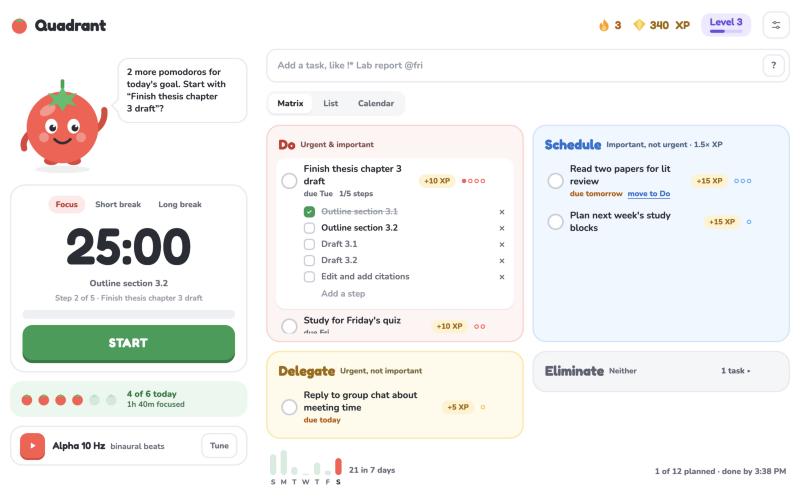 Quadrant
3
340 XP
Level 3
2 more pomodoros for
today's goal. Start with
“Finish thesis chapter
3 draft”?
Focus
Short break
Long break
25:00
Outline section 3.2
Step 2 of 5 · Finish thesis chapter 3 draft
START
4 of 6 today
1h 40m focused
Alpha 10 Hz binaural beats
Tune
Add a task, like !* Lab report @fri
?
Matrix
List
Calendar
Do Urgent & important
Finish thesis chapter 3
draft
due Tue 1/5 steps
+10 XP
Outline section 3.1 ×
Outline section 3.2 ×
Draft 3.1 ×
Draft 3.2 ×
Edit and add citations ×
Add a step
Study for Friday's quiz
due Fri
+10 XP
Schedule Important, not urgent · 1.5× XP
Read two papers for lit
review
due tomorrow move to Do
+15 XP
Plan next week's study
blocks
+15 XP
Delegate Urgent, not important
Reply to group chat about
meeting time
due today
+5 XP
Eliminate Neither
1 task
S M T W T F S
21 in 7 days
1 of 12 planned · done by 3:38 PM